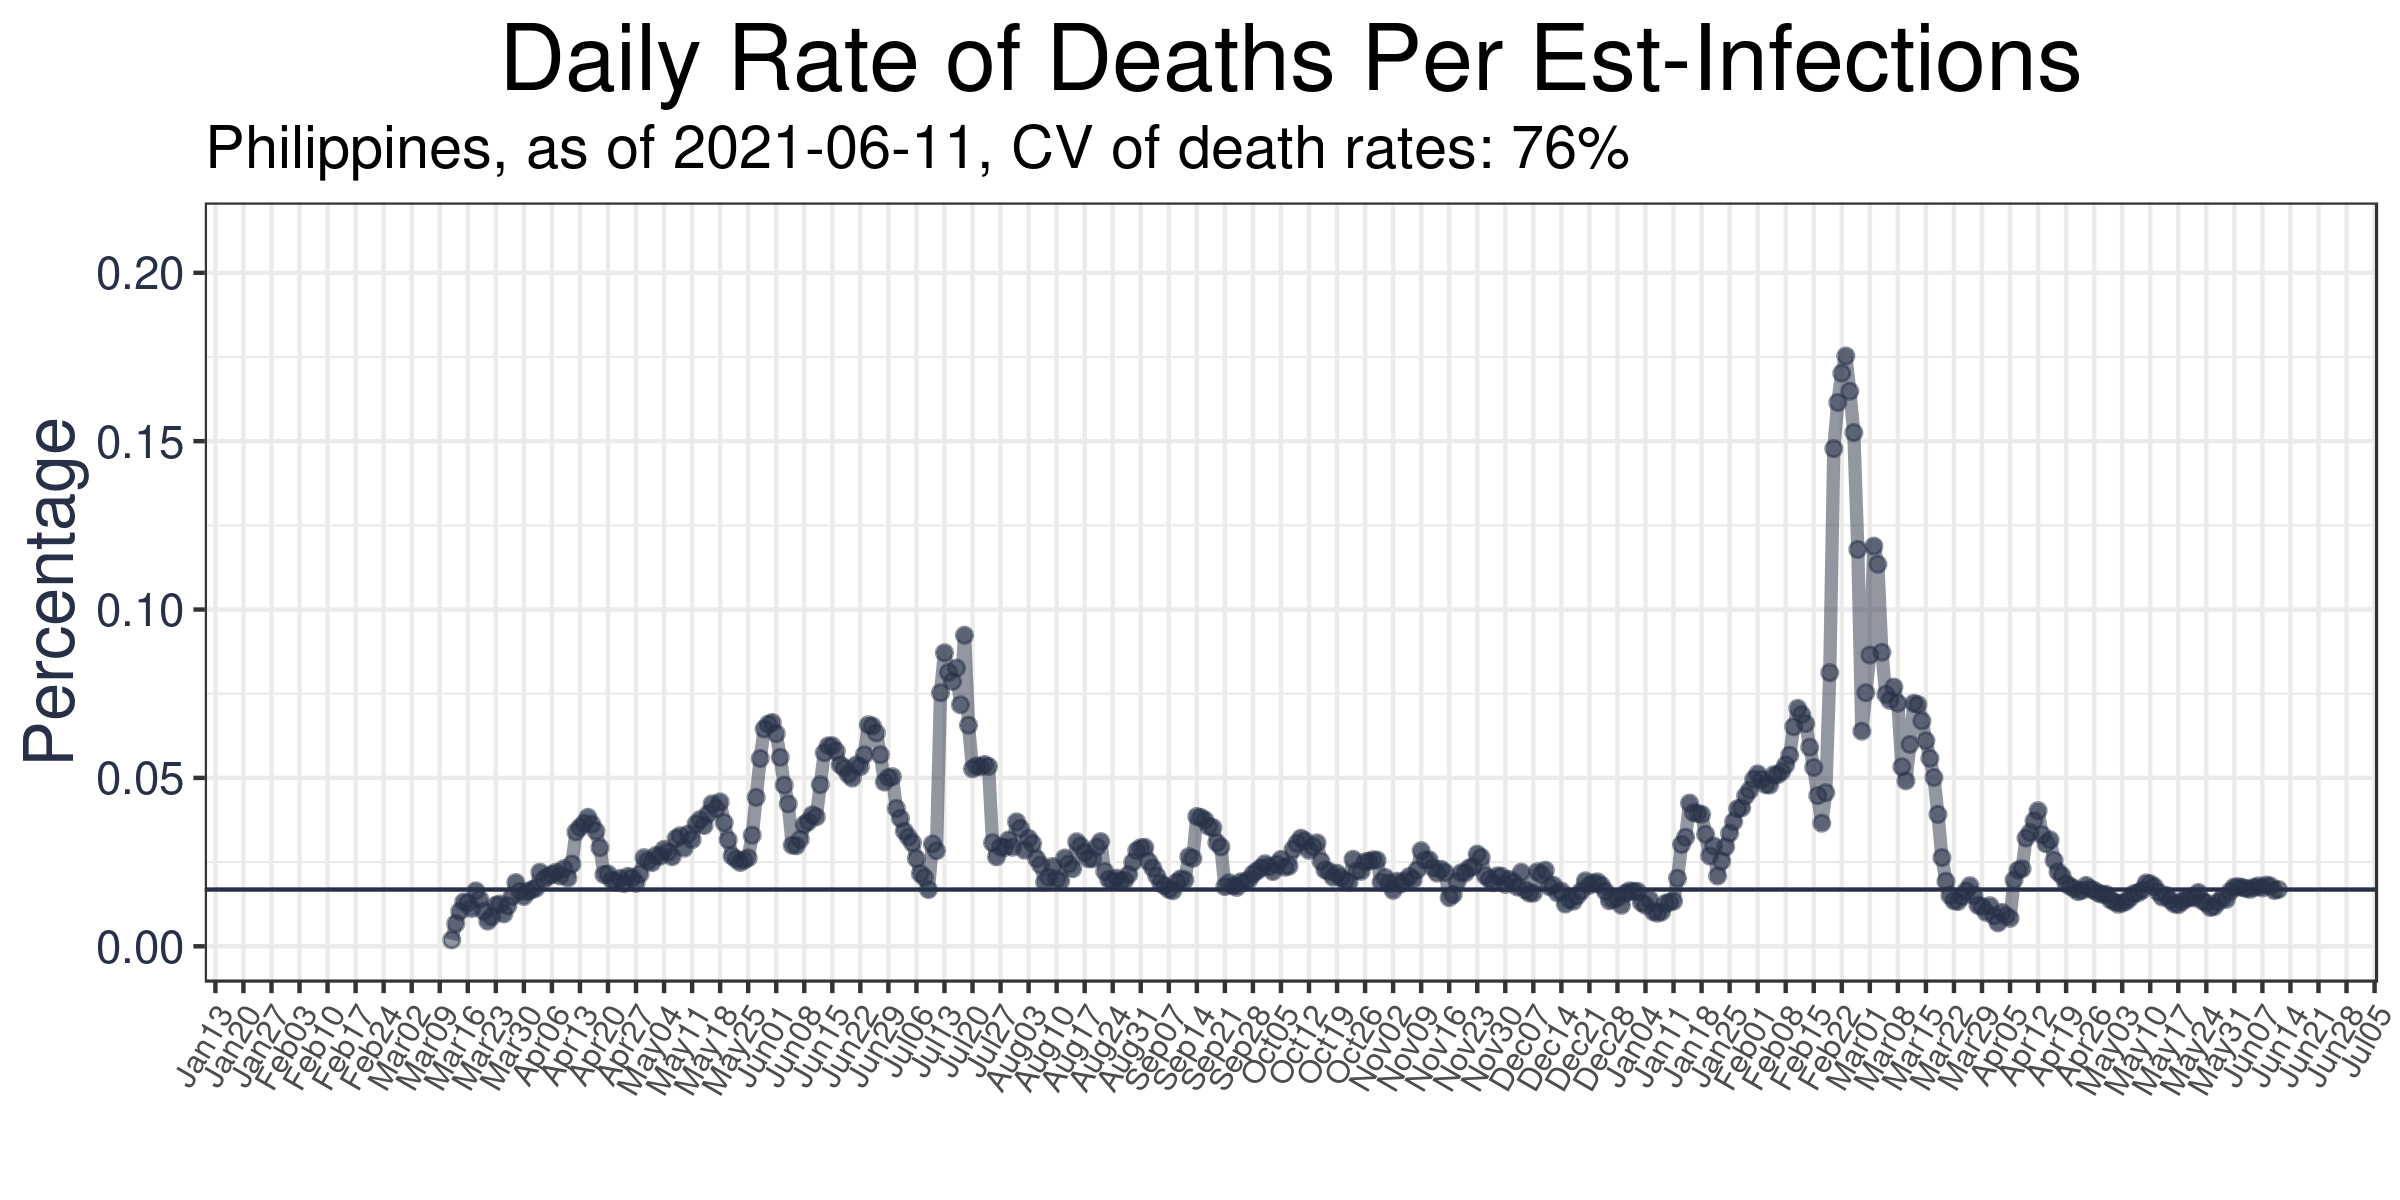 Daily Rate of Deaths Per Est-Infections
Philippines, as of 2021-06-11, CV of death rates: 76%
Percentage
0.20
0.15
0.10
0.05
0.00
Jan13
Jan20
Jan27
Feb03
Feb10
Feb17
Feb24
Mar02
Mar09
Mar16
Mar23
Mar30
Apr06
Apr13
Apr20
Apr27
May04
May11
May18
May25
Jun01
Jun08
Jun15
Jun22
Jun29
Jul06
Jul13
Jul20
Jul27
Aug03
Aug10
Aug17
Aug24
Aug31
Sep07
Sep14
Sep21
Sep28
Oct05
Oct12
Oct19
Oct26
Nov02
Nov09
Nov16
Nov23
Nov30
Dec07
Dec14
Dec21
Dec28
Jan04
Jan11
Jan18
Jan25
Feb01
Feb08
Feb15
Feb22
Mar01
Mar08
Mar15
Mar22
Mar29
Apr05
Apr12
Apr19
Apr26
May03
May10
May17
May24
May31
Jun07
Jun14
Jun21
Jun28
Jul05